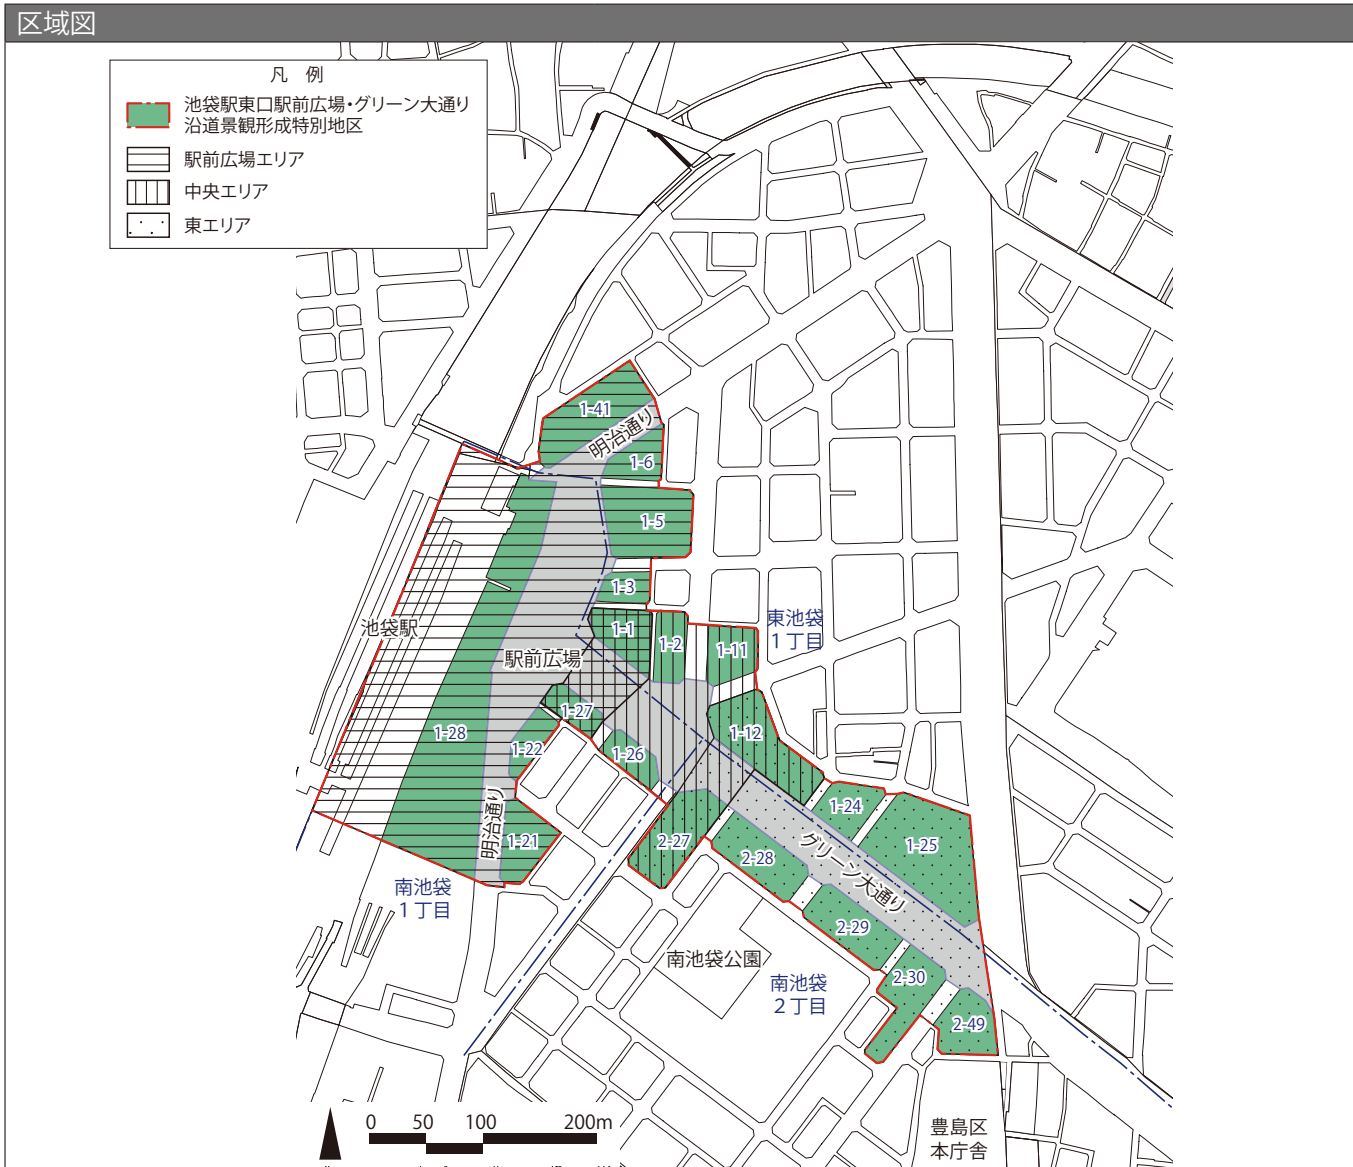 区域図
凡 例
池袋駅東口駅前広場・グリーン大通り
沿道景観形成特別地区
駅前広場エリア
中央エリア
東エリア
1-41
明治通り
1-6
1-5
1-3
池袋駅
1-1
1-2
1-11
東池袋
1丁目
駅前広場
1-27
1-28
1-22
1-26
1-12
明治通り
1-21
2-27
1-24
1-25
2-28
グリーン大通り
南池袋
1丁目
2-29
南池袋公園
南池袋
2丁目
2-30
2-49
0 50 100 200m
豊島区
本庁舎